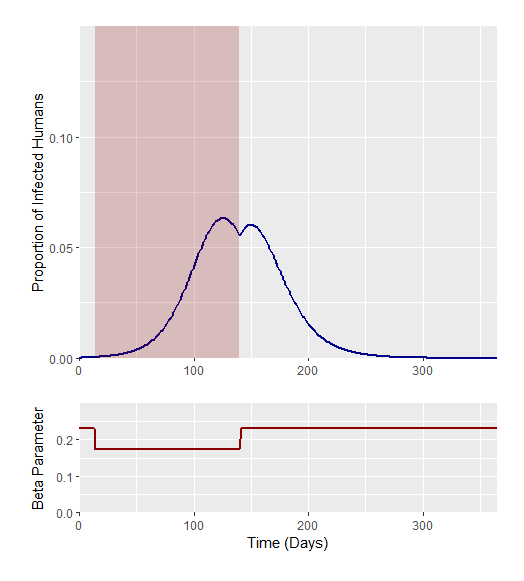 Proportion of Infected Humans
0.10
0.05
0.00
0 100 200 300
Beta Parameter
0.2
0.1
0.0
0 100 200 300
Time (Days)